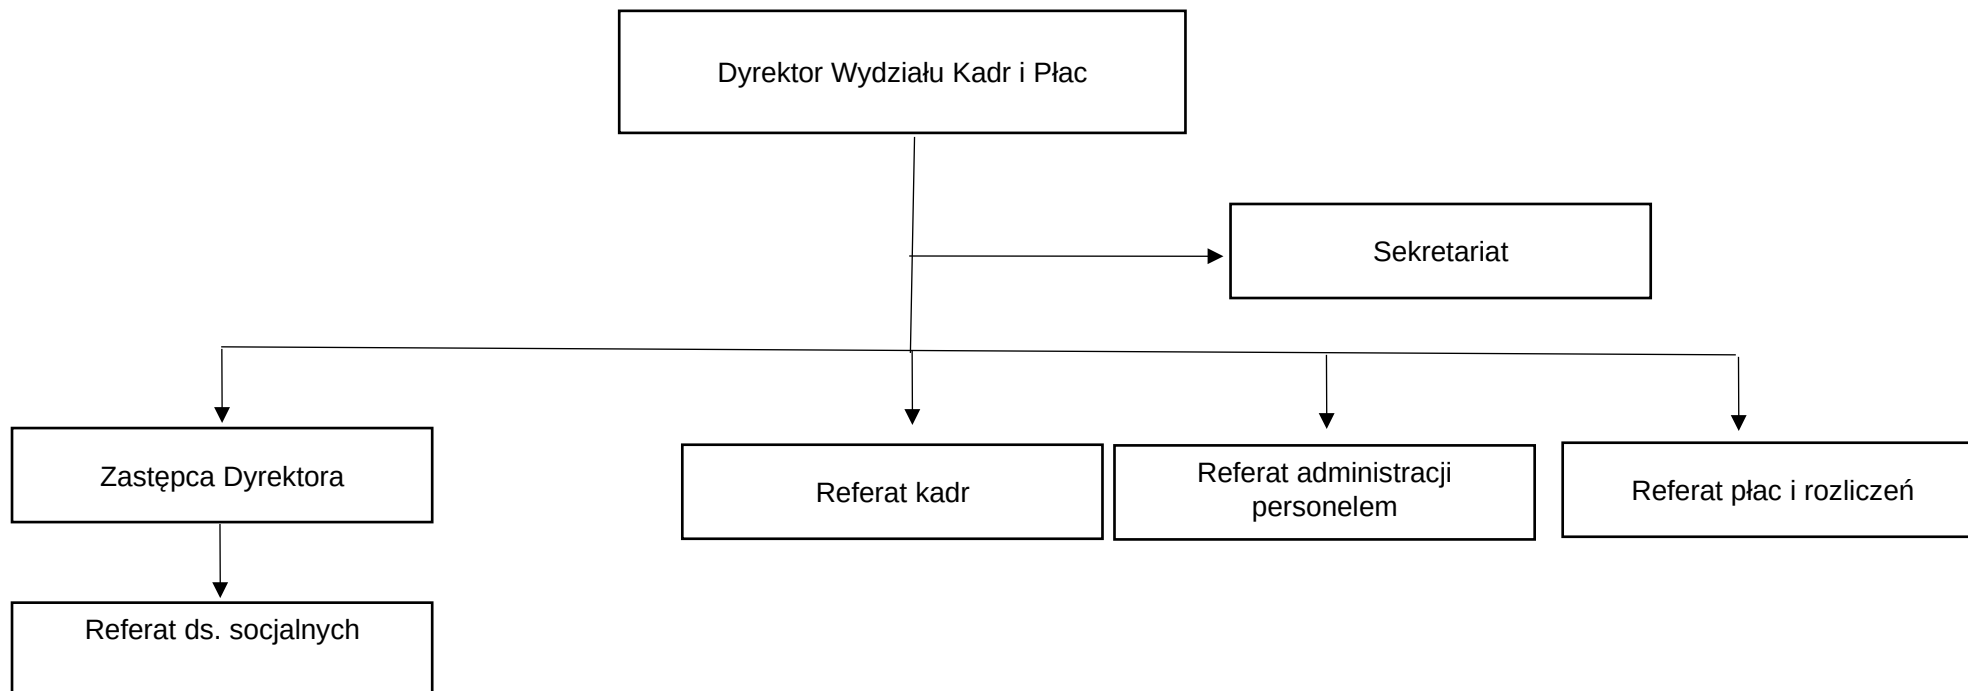 Dyrektor Wydziału Kadr i Płac
Sekretariat
Zastępca Dyrektora
Referat kadr
Referat administracji
personelem
Referat płac i rozliczeń
Referat ds. socjalnych